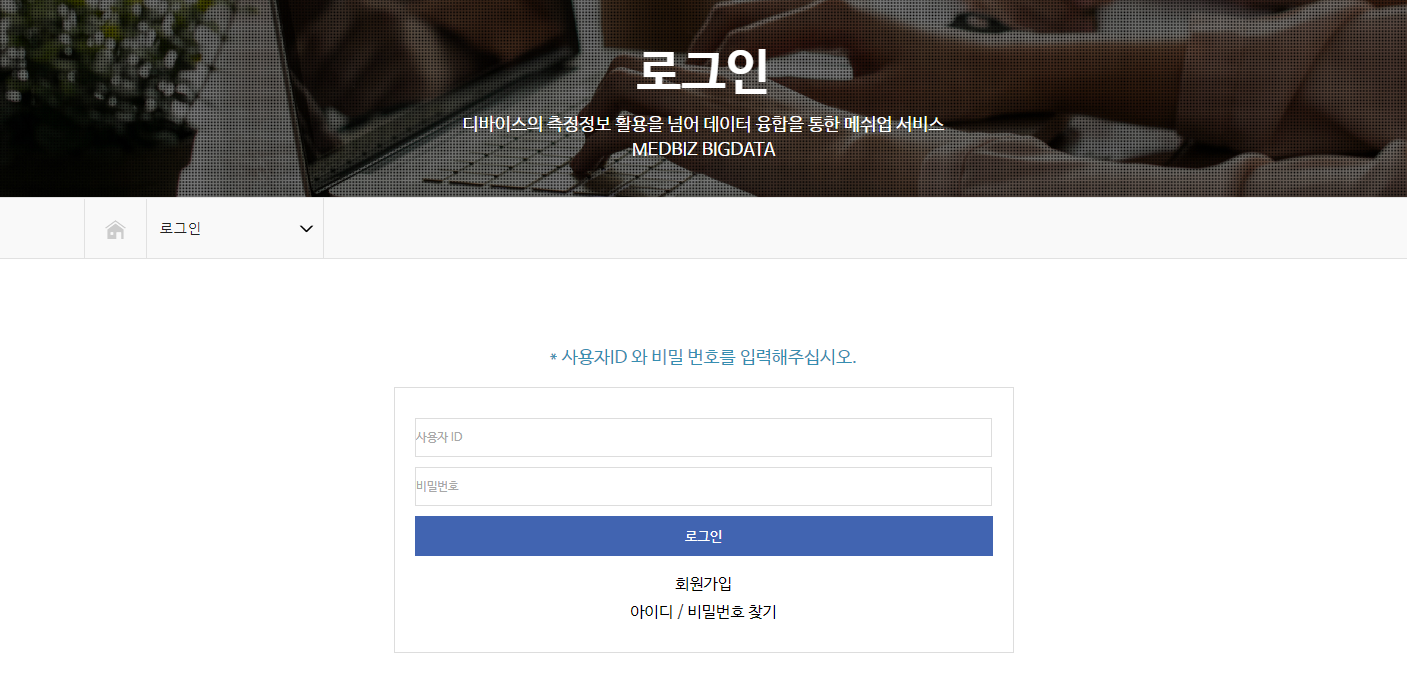 로그인
디바이스의 측정정보 활용을 넘어 데이터 융합을 통한 메쉬업 서비스
MEDBIZ BIGDATA
로그인
* 사용자ID 와 비밀 번호를 입력해주십시오.
사용자 ID
비밀번호
로그인
회원가입
아이디 / 비밀번호 찾기